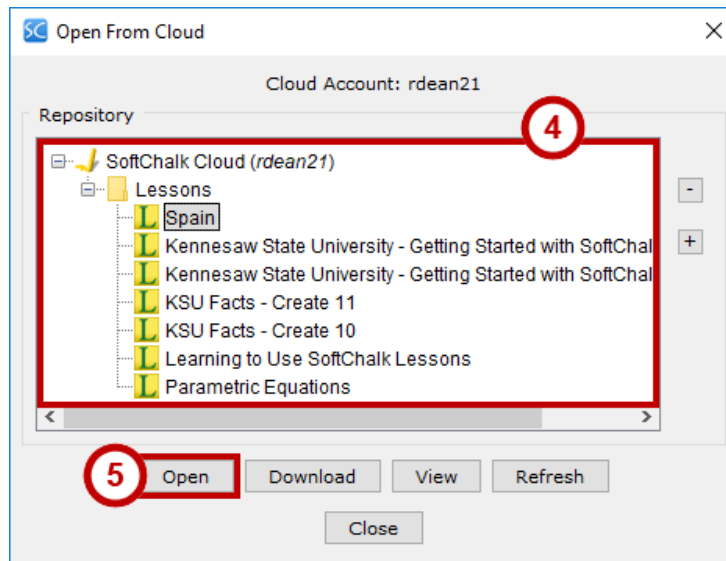 SC Open From Cloud
Cloud Account: rdean21
Repository
4
SoftChalk Cloud (rdean21)
Lessons
L Spain
L Kennesaw State University - Getting Started with SoftChal
L Kennesaw State University - Getting Started with SoftChal
L KSU Facts - Create 11
L KSU Facts - Create 10
L Learning to Use SoftChalk Lessons
L Parametric Equations
-
+
5 Open Download View Refresh
Close